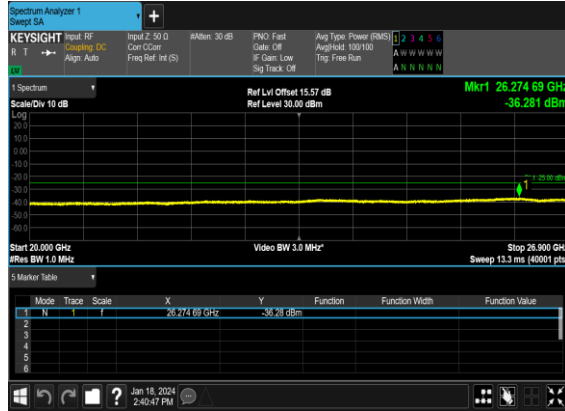 Spectrum Analyzer 1
Swept SA
+
KEYSIGHT Input: RF Input Z: 50 Ω #Atten: 30 dB PNO: Fast Avg Type: Power (RMS) 1 2 3 4 5 6
R T Coupling: DC Corr CCorr Gate: Off Avg|Hold: 100/100 A W W W W W
Align: Auto Freq Ref: Int (S) IF Gain: Low Trig: Free Run
LV Sig Track: Off A N N N N N
1 Spectrum Ref Lvl Offset 15.57 dB Mkr1 26.274 69 GHz
Scale/Div 10 dB Ref Level 30.00 dBm -36.281 dBm
Log
20.0
10.0
0.00
-10.0
-20.0
-25.00 dBm
1
-30.0
-40.0
-50.0
-60.0
Start 20.000 GHz Video BW 3.0 MHz* Stop 26.900 GHz
#Res BW 1.0 MHz Sweep 13.3 ms (40001 pts)
5 Marker Table
Mode Trace Scale X Y Function Function Width Function Value
1 N 1 f 26.274 69 GHz -36.28 dBm
2
3
4
5
6
? Jan 18, 2024
2:40:47 PM